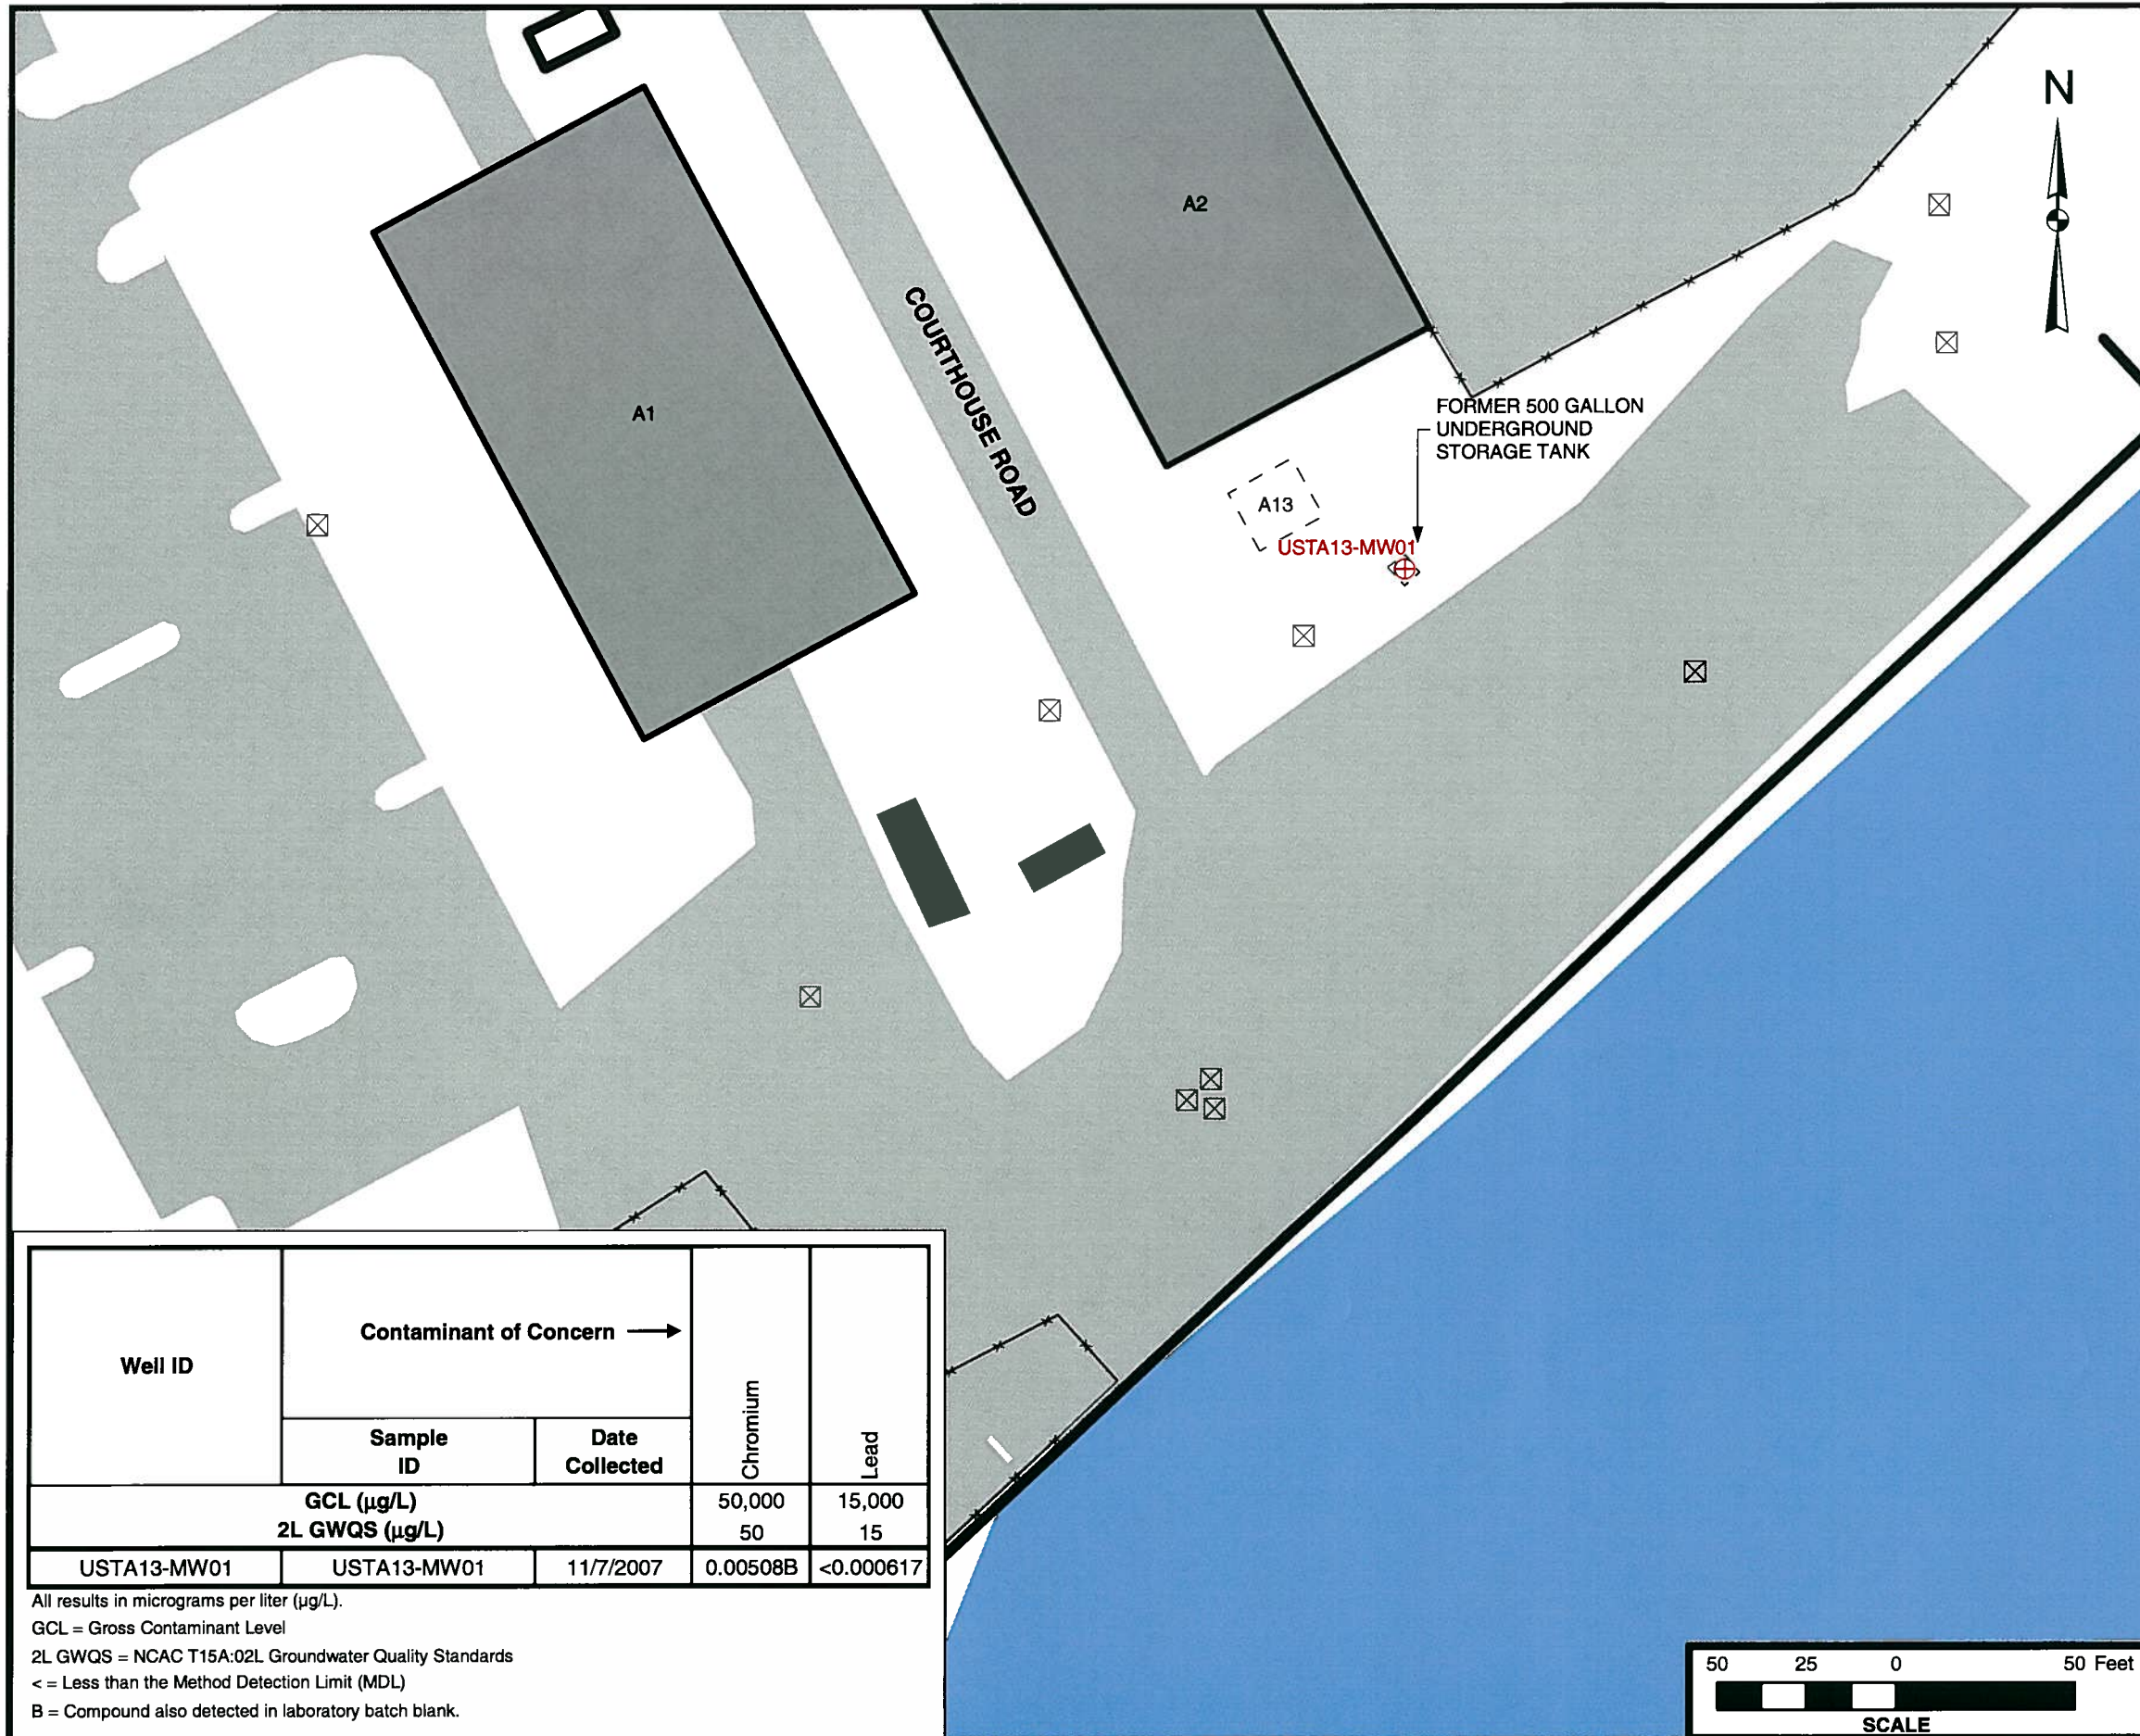 N
A2
A1
COURTHOUSE ROAD
FORMER 500 GALLON
UNDERGROUND
STORAGE TANK
A13
USTA13-MW01
Well ID
Contaminant of Concern
Chromium
Lead
Sample
ID
Date
Collected
GCL (µg/L) 50,000 15,000
2L GWQS (µg/L) 50 15
USTA13-MW01 USTA13-MW01 11/7/2007 0.00508B <0.000617
All results in micrograms per liter (µg/L).
GCL = Gross Contaminant Level
2L GWQS = NCAC T15A:02L Groundwater Quality Standards
< = Less than the Method Detection Limit (MDL)
B = Compound also detected in laboratory batch blank.
50 25 0 50 Feet
SCALE